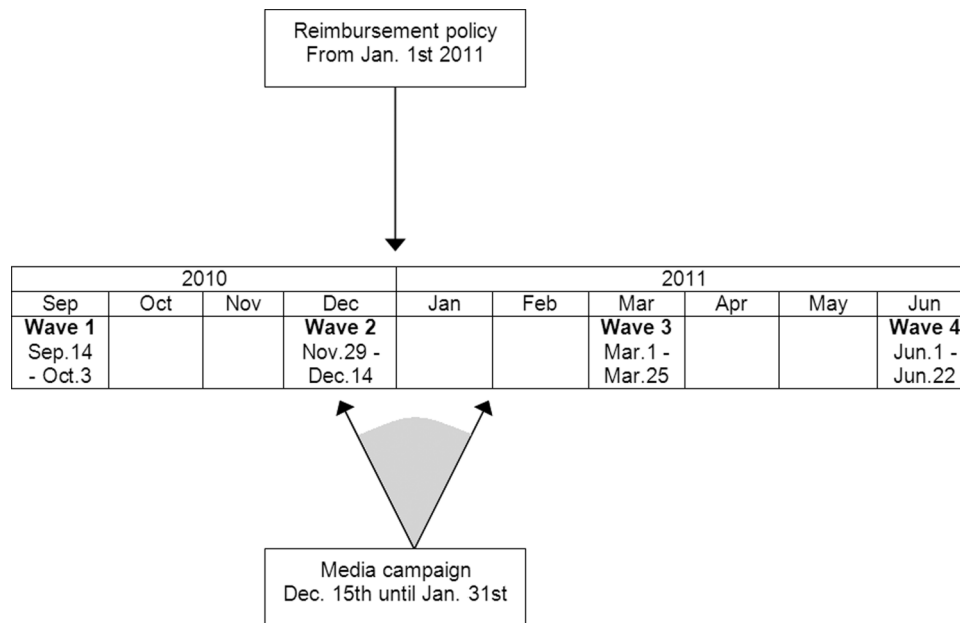 Reimbursement policy
From Jan. 1st 2011
2010 2011
Sep Oct Nov Dec Jan Feb Mar Apr May Jun
Wave 1 Wave 2 Wave 3 Wave 4
Sep.14 Nov.29 - Mar.1 - Jun.1 -
- Oct.3 Dec.14 Mar.25 Jun.22
Media campaign
Dec. 15th until Jan. 31st